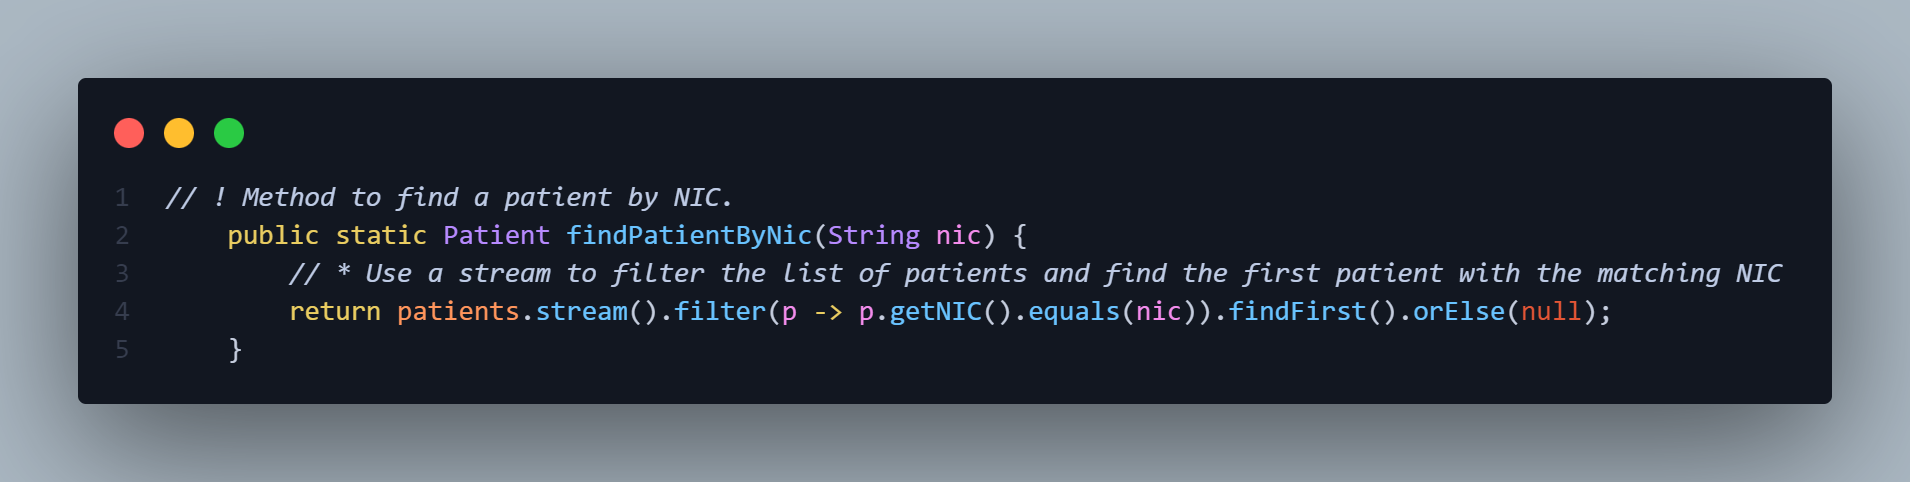 1 // ! Method to find a patient by NIC.
2     public static Patient findPatientByNic(String nic) {
3         // * Use a stream to filter the list of patients and find the first patient with the matching NIC
4         return patients.stream().filter(p -> p.getNIC().equals(nic)).findFirst().orElse(null);
5     }